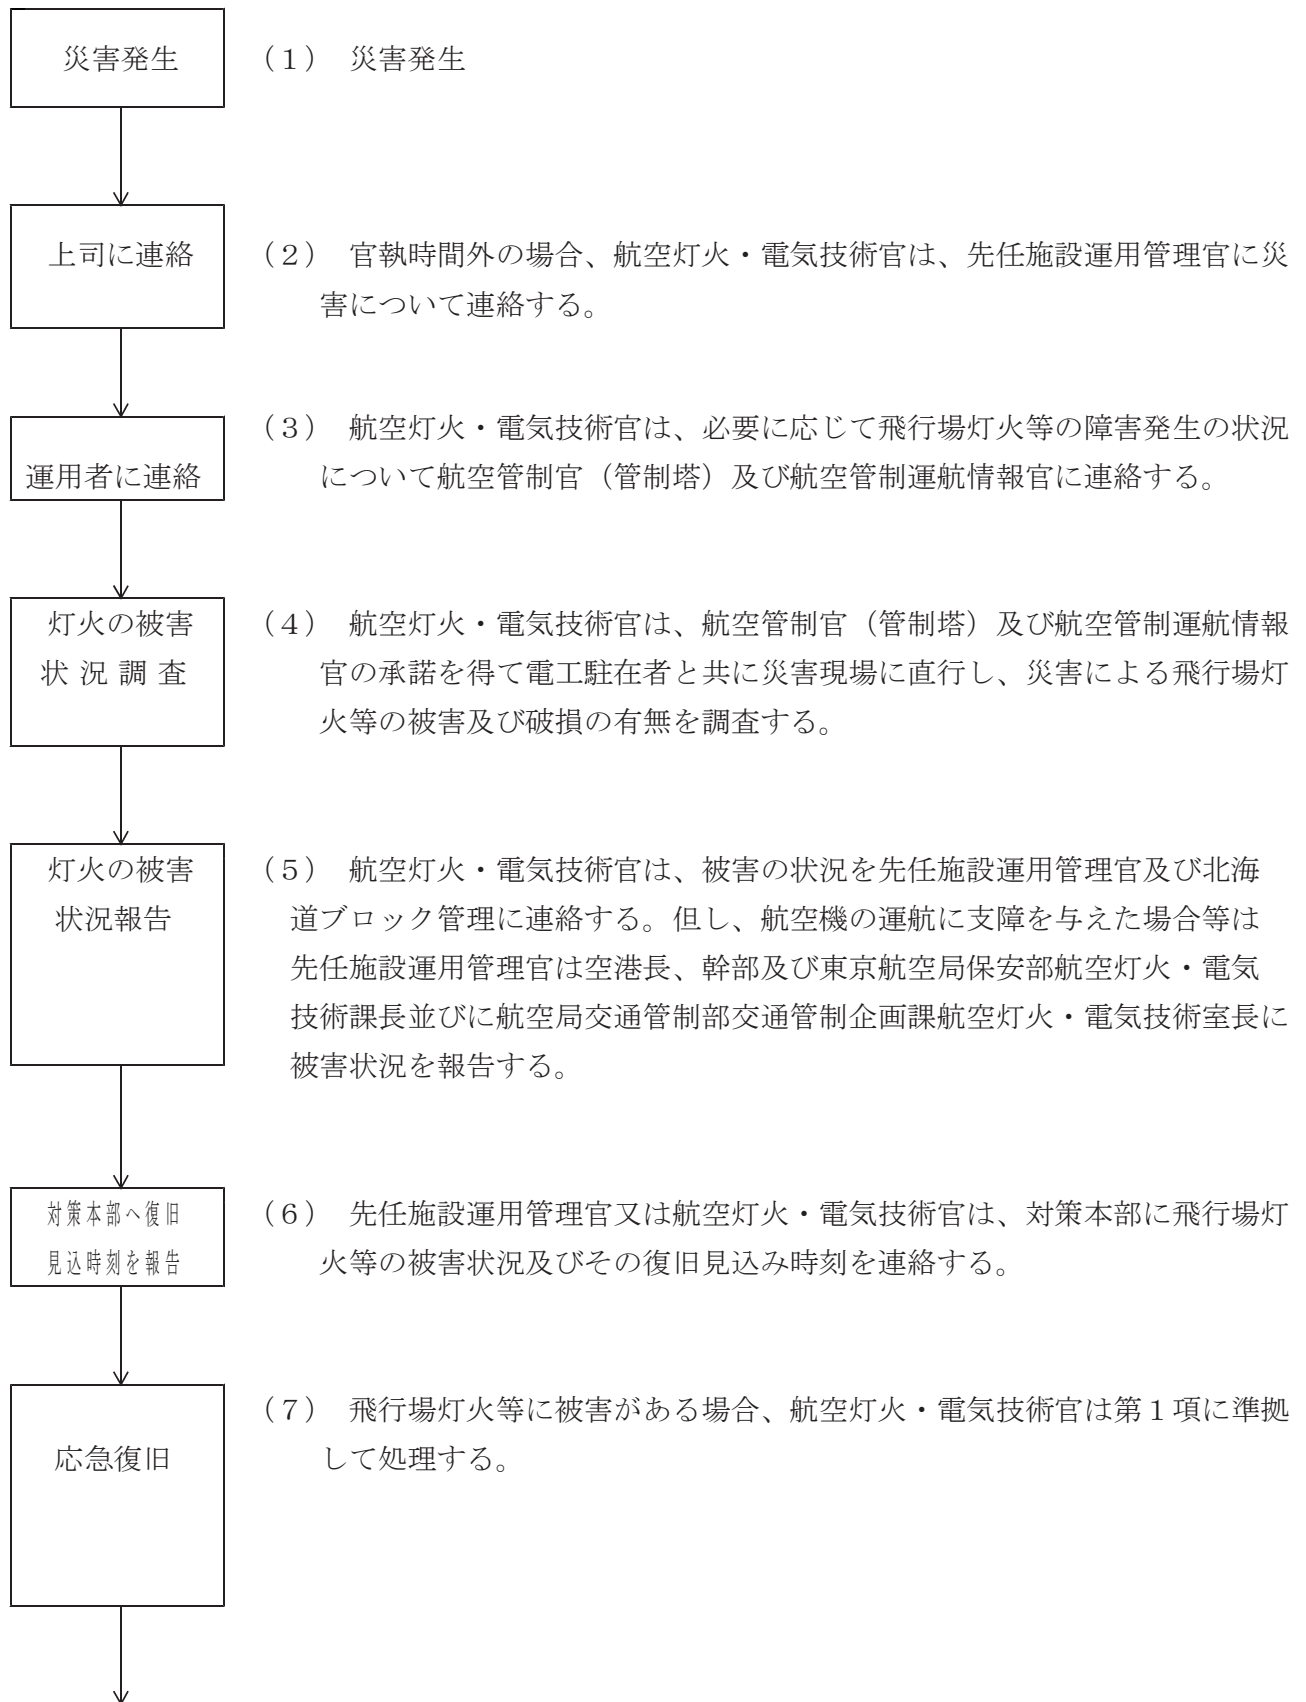 災害発生
(1) 災害発生
上司に連絡
(2) 官執時間外の場合、航空灯火・電気技術官は、先任施設運用管理官に災
害について連絡する。
運用者に連絡
(3) 航空灯火・電気技術官は、必要に応じて飛行場灯火等の障害発生の状況
について航空管制官(管制塔)及び航空管制運航情報官に連絡する。
灯火の被害
状況調査
(4) 航空灯火・電気技術官は、航空管制官(管制塔)及び航空管制運航情報
官の承諾を得て電工駐在者と共に災害現場に直行し、災害による飛行場灯
火等の被害及び破損の有無を調査する。
灯火の被害
状況報告
(5) 航空灯火・電気技術官は、被害の状況を先任施設運用管理官及び北海
道ブロック管理に連絡する。但し、航空機の運航に支障を与えた場合等は
先任施設運用管理官は空港長、幹部及び東京航空局保安部航空灯火・電気
技術課長並びに航空局交通管制部交通管制企画課航空灯火・電気技術室長に
被害状況を報告する。
対策本部へ復旧
見込時刻を報告
(6) 先任施設運用管理官又は航空灯火・電気技術官は、対策本部に飛行場灯
火等の被害状況及びその復旧見込み時刻を連絡する。
応急復旧
(7) 飛行場灯火等に被害がある場合、航空灯火・電気技術官は第1項に準拠
して処理する。